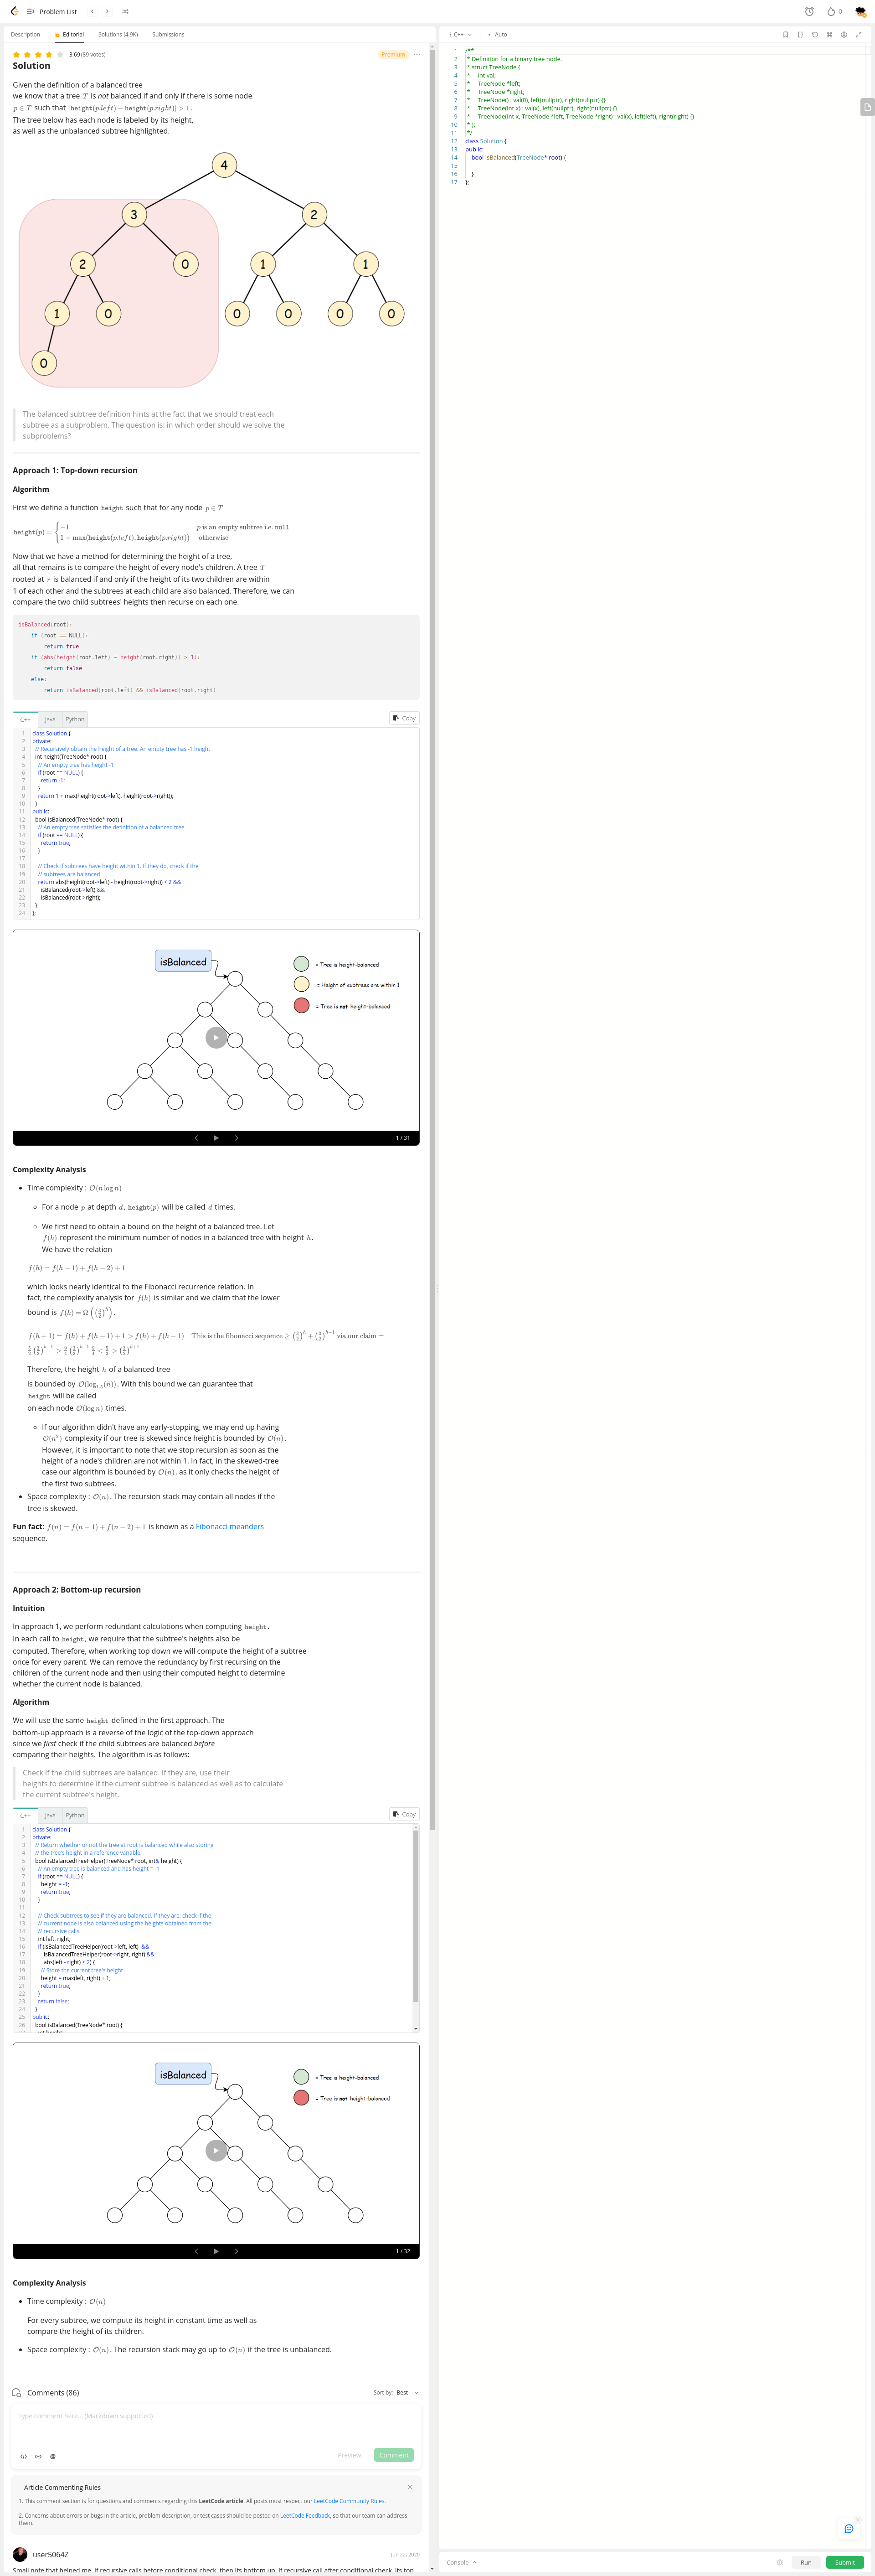 Problem List
0
Description
Editorial
Solutions (4.9K)
Submissions
3.69 (89 votes)
Premium
Solution
Given the definition of a balanced tree
we know that a tree T is not balanced if and only if there is some node
p ∈ T such that |height(p.left) − height(p.right)| > 1.
The tree below has each node is labeled by its height,
as well as the unbalanced subtree highlighted.
4
3
2
2
0
1
1
1
0
0
0
0
0
0
The balanced subtree definition hints at the fact that we should treat each
subtree as a subproblem. The question is: in which order should we solve the
subproblems?
Approach 1: Top-down recursion
Algorithm
First we define a function height such that for any node p ∈ T
height(p) = { −1 p is an empty subtree i.e. null
1 + max(height(p.left), height(p.right)) otherwise
Now that we have a method for determining the height of a tree,
all that remains is to compare the height of every node's children. A tree T
rooted at r is balanced if and only if the height of its two children are within
1 of each other and the subtrees at each child are also balanced. Therefore, we can
compare the two child subtrees' heights then recurse on each one.
isBalanced(root):
if (root == NULL):
return true
if (abs(height(root.left) - height(root.right)) > 1):
return false
else:
return isBalanced(root.left) && isBalanced(root.right)
C++
Java
Python
Copy
1 class Solution {
2 private:
3 // Recursively obtain the height of a tree. An empty tree has -1 height
4 int height(TreeNode* root) {
5 // An empty tree has height -1
6 if (root == NULL) {
7 return -1;
8 }
9 return 1 + max(height(root->left), height(root->right));
10 }
11 public:
12 bool isBalanced(TreeNode* root) {
13 // An empty tree satisfies the definition of a balanced tree
14 if (root == NULL) {
15 return true;
16 }
17
18 // Check if subtrees have height within 1. If they do, check if the
19 // subtrees are balanced
20 return abs(height(root->left) - height(root->right)) < 2 &&
21 isBalanced(root->left) &&
22 isBalanced(root->right);
23 }
24 };
isBalanced
= Tree is height-balanced
= Height of subtrees are within 1
= Tree is not height-balanced
1 / 31
Complexity Analysis
• Time complexity : O(n log n)
For a node p at depth d, height(p) will be called d times.
We first need to obtain a bound on the height of a balanced tree. Let
f(h) represent the minimum number of nodes in a balanced tree with height h.
We have the relation
f(h) = f(h − 1) + f(h − 2) + 1
which looks nearly identical to the Fibonacci recurrence relation. In
fact, the complexity analysis for f(h) is similar and we claim that the lower
bound is f(h) = Ω((3/2)^h).
f(h + 1) = f(h) + f(h − 1) + 1 > f(h) + f(h − 1) This is the fibonacci sequence ≥ (3/2)^h + (3/2)^{h−1} via our claim =
5/2 (3/2)^{h−1} > 9/4 (3/2)^{h−1} 9/4 < 5/2 > (3/2)^{h+1}
Therefore, the height h of a balanced tree
is bounded by O(log_{1.5}(n)). With this bound we can guarantee that
height will be called
on each node O(log n) times.
If our algorithm didn't have any early-stopping, we may end up having
O(n²) complexity if our tree is skewed since height is bounded by O(n).
However, it is important to note that we stop recursion as soon as the
height of a node's children are not within 1. In fact, in the skewed-tree
case our algorithm is bounded by O(n), as it only checks the height of
the first two subtrees.
• Space complexity : O(n). The recursion stack may contain all nodes if the
tree is skewed.
Fun fact: f(n) = f(n − 1) + f(n − 2) + 1 is known as a Fibonacci meanders
sequence.
Approach 2: Bottom-up recursion
Intuition
In approach 1, we perform redundant calculations when computing height.
In each call to height, we require that the subtree's heights also be
computed. Therefore, when working top down we will compute the height of a subtree
once for every parent. We can remove the redundancy by first recursing on the
children of the current node and then using their computed height to determine
whether the current node is balanced.
Algorithm
We will use the same height defined in the first approach. The
bottom-up approach is a reverse of the logic of the top-down approach
since we first check if the child subtrees are balanced before
comparing their heights. The algorithm is as follows:
Check if the child subtrees are balanced. If they are, use their
heights to determine if the current subtree is balanced as well as to calculate
the current subtree's height.
C++
Java
Python
Copy
1 class Solution {
2 private:
3 // Return whether or not the tree at root is balanced while also storing
4 // the tree's height in a reference variable.
5 bool isBalancedTreeHelper(TreeNode* root, int& height) {
6 // An empty tree is balanced and has height = -1
7 if (root == NULL) {
8 height = -1;
9 return true;
10 }
11
12 // Check subtrees to see if they are balanced. If they are, check if the
13 // current node is also balanced using the heights obtained from the
14 // recursive calls.
15 int left, right;
16 if (isBalancedTreeHelper(root->left, left) &&
17 isBalancedTreeHelper(root->right, right) &&
18 abs(left - right) < 2) {
19 // Store the current tree's height
20 height = max(left, right) + 1;
21 return true;
22 }
23 return false;
24 }
25 public:
26 bool isBalanced(TreeNode* root) {
isBalanced
= Tree is height-balanced
= Tree is not height-balanced
1 / 32
Complexity Analysis
• Time complexity : O(n)
For every subtree, we compute its height in constant time as well as
compare the height of its children.
• Space complexity : O(n). The recursion stack may go up to O(n) if the tree is unbalanced.
Comments (86)
Sort by: Best
Type comment here... (Markdown supported)
Preview
Comment
Article Commenting Rules
1. This comment section is for questions and comments regarding this LeetCode article. All posts must respect our LeetCode Community Rules.
2. Concerns about errors or bugs in the article, problem description, or test cases should be posted on LeetCode Feedback, so that our team can address
them.
user5064Z
Jun 22, 2020
Small note that helped me, if recursive calls before conditional check, then its bottom up. If recursive call after conditional check, its top
C++
Auto
1 /**
2 * Definition for a binary tree node.
3 * struct TreeNode {
4 * int val;
5 * TreeNode *left;
6 * TreeNode *right;
7 * TreeNode() : val(0), left(nullptr), right(nullptr) {}
8 * TreeNode(int x) : val(x), left(nullptr), right(nullptr) {}
9 * TreeNode(int x, TreeNode *left, TreeNode *right) : val(x), left(left), right(right) {}
10 * };
11 */
12 class Solution {
13 public:
14 bool isBalanced(TreeNode* root) {
15
16 }
17 };
Console
Run
Submit